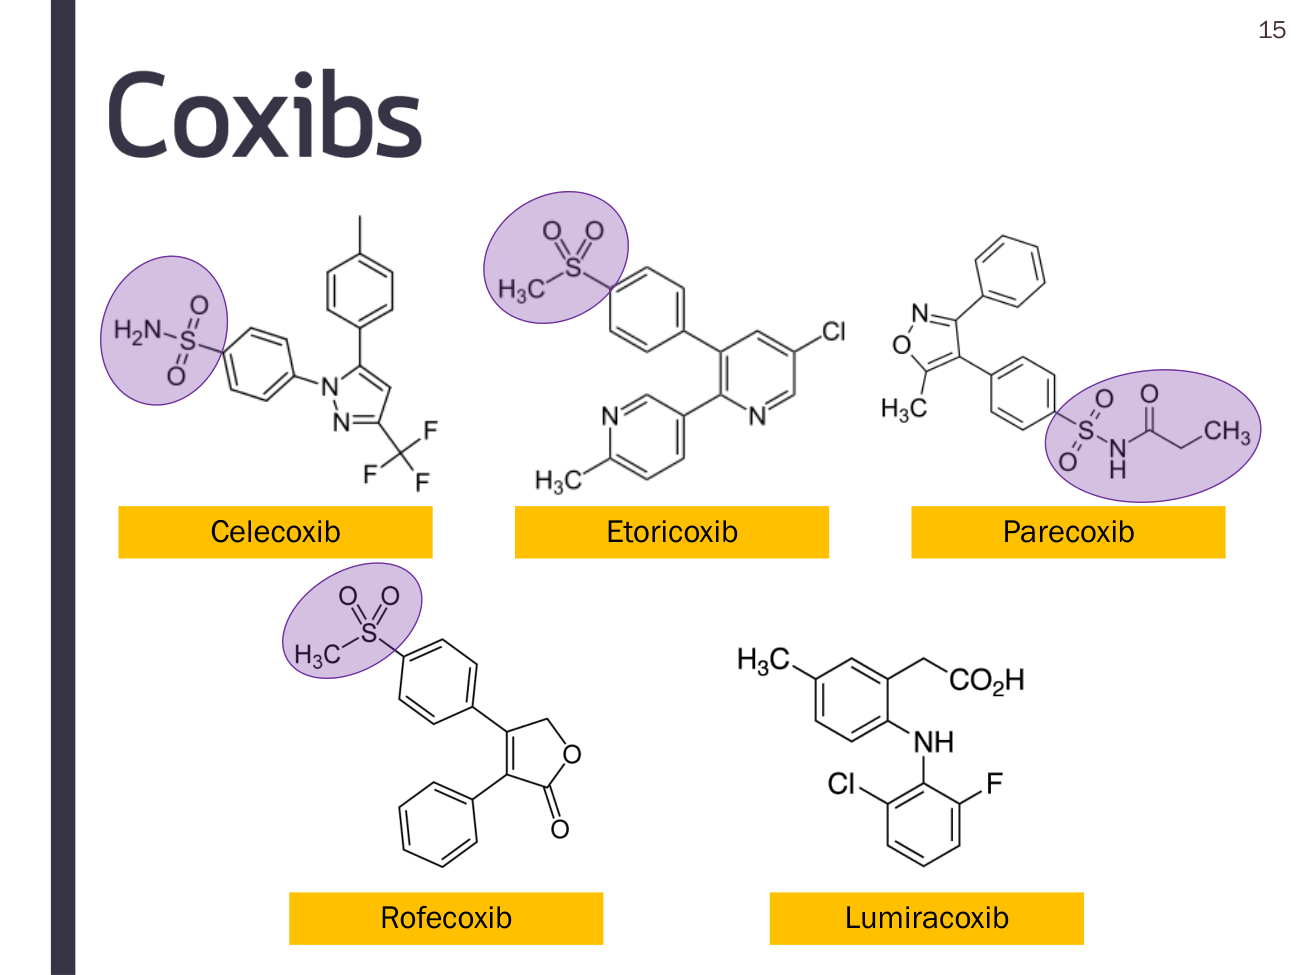 15
Coxibs
H₂N
S
O
O
N
N
F
F
F
Celecoxib
O
O
S
H₃C
Cl
N
N
H₃C
Etoricoxib
N
O
H₃C
O
O
S
N
H
O
CH₃
Parecoxib
O
O
S
H₃C
O
O
Rofecoxib
H₃C
CO₂H
NH
Cl
F
Lumiracoxib